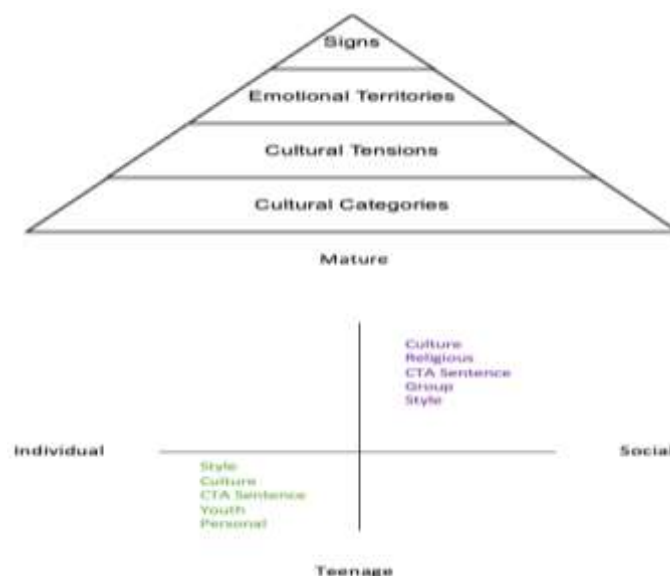 Signs
Emotional Territories
Cultural Tensions
Cultural Categories
Mature
Culture
Religious
CTA Sentence
Group
Style
Individual
Social
Style
Culture
CTA Sentence
Youth
Personal
Teenage